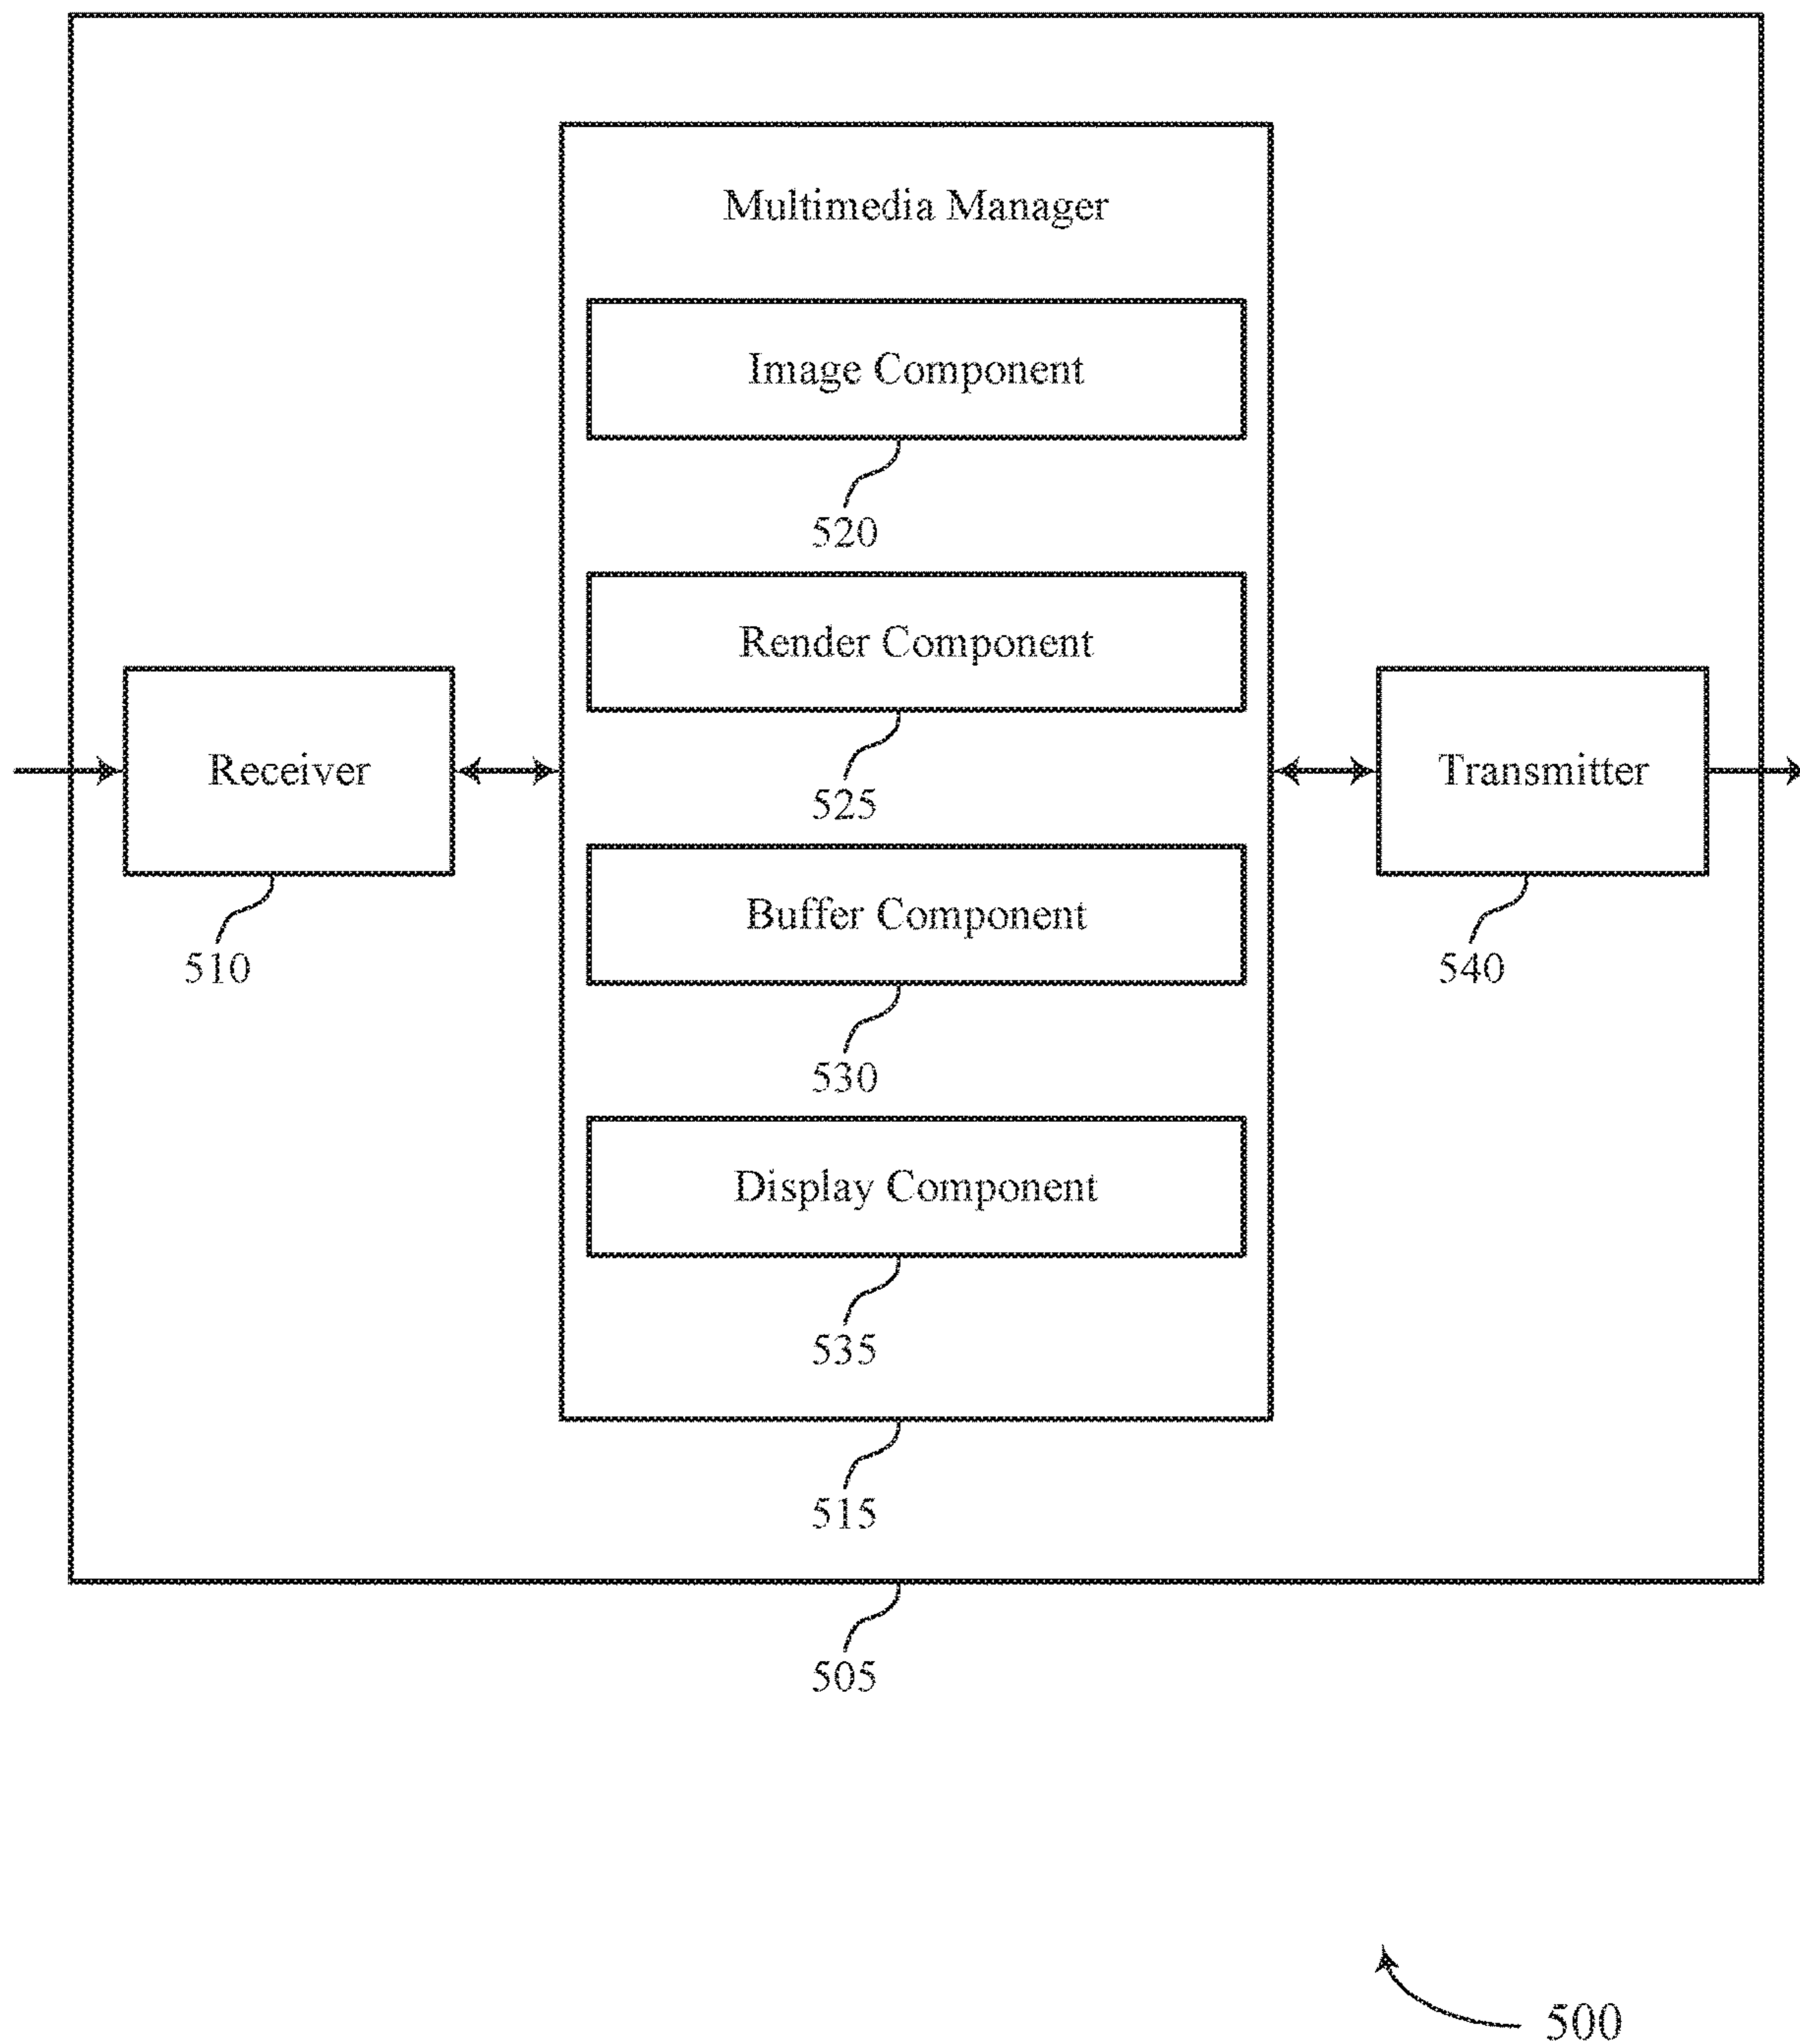 Multimedia Manager
Image Component
520
Render Component
525
Receiver
510
Transmitter
540
Buffer Component
530
Display Component
535
515
505
500